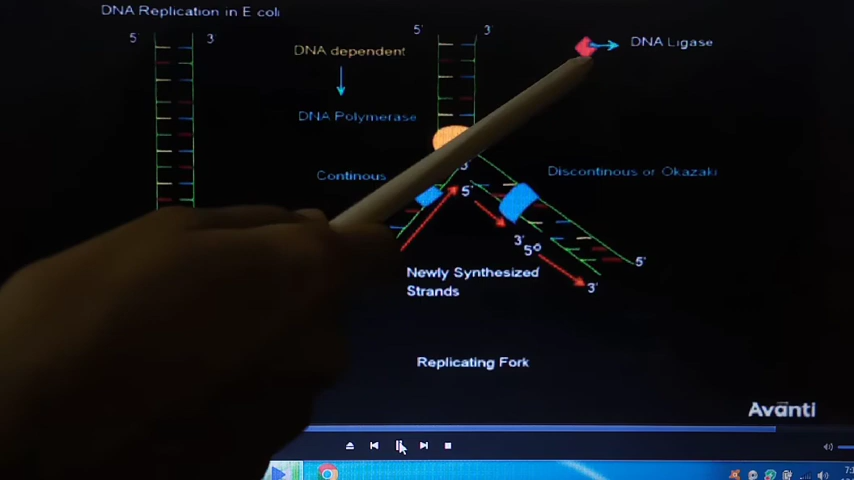 DNA Replication in E coli
5'
3'
5'
3'
DNA dependent
DNA Polymerase
DNA Ligase
Continous
Discontinous or Okazaki
3'
5'
3'
5'
5'
3'
Newly Synthesized
Strands
Replicating Fork
Avanti